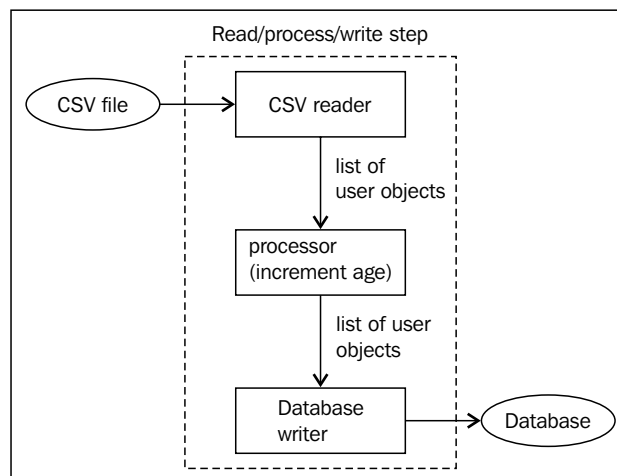 Read/process/write step
CSV file
CSV reader
list of
user objects
processor
(increment age)
list of user
objects
Database
writer
Database